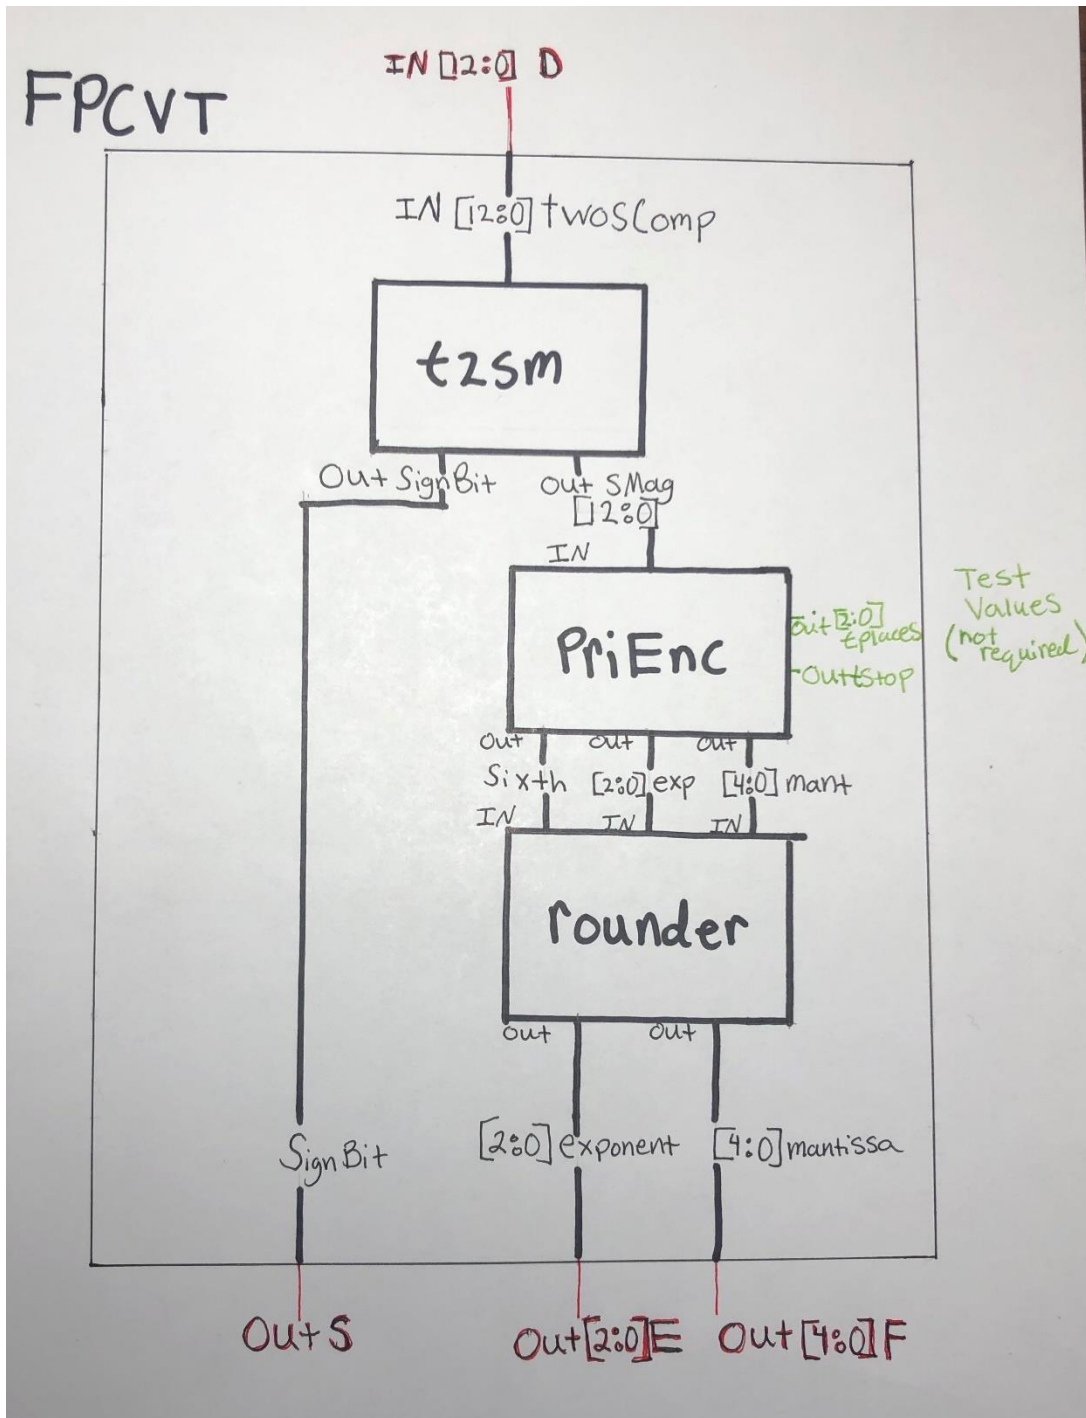 IN [12:0] D
FPCVT
IN [12:0] twosComp
t2sm
Out SignBit
Out SMag
[12:0]
IN
PriEnc
Out [2:0]
tplaces
Out tStop
Test
Values
(not
required)
Out Out Out
Sixth [2:0] exp [4:0] mant
IN IN IN
rounder
Out Out
SignBit [2:0] exponent [4:0] mantissa
Out S Out [2:0] E Out [4:0] F